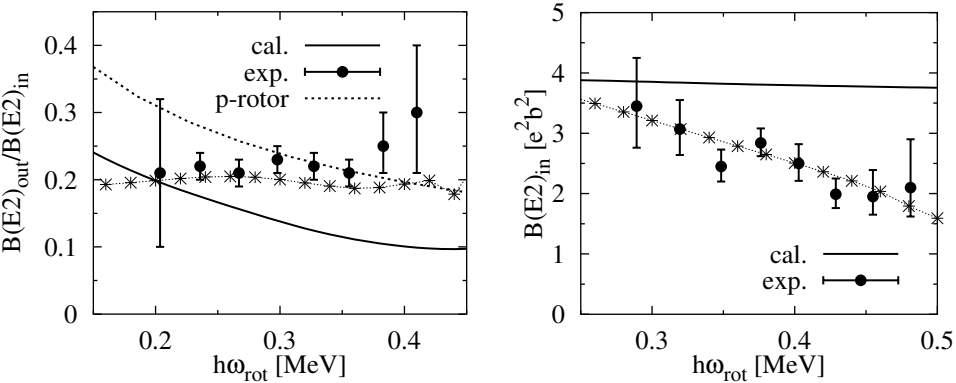 B(E2)out/B(E2)in
0.4
0.3
0.2
0.1
0
cal.
exp.
p-rotor
0.2
0.3
0.4
hωrot [MeV]
B(E2)in [e²b²]
5
4
3
2
1
0
cal.
exp.
0.3
0.4
0.5
hωrot [MeV]